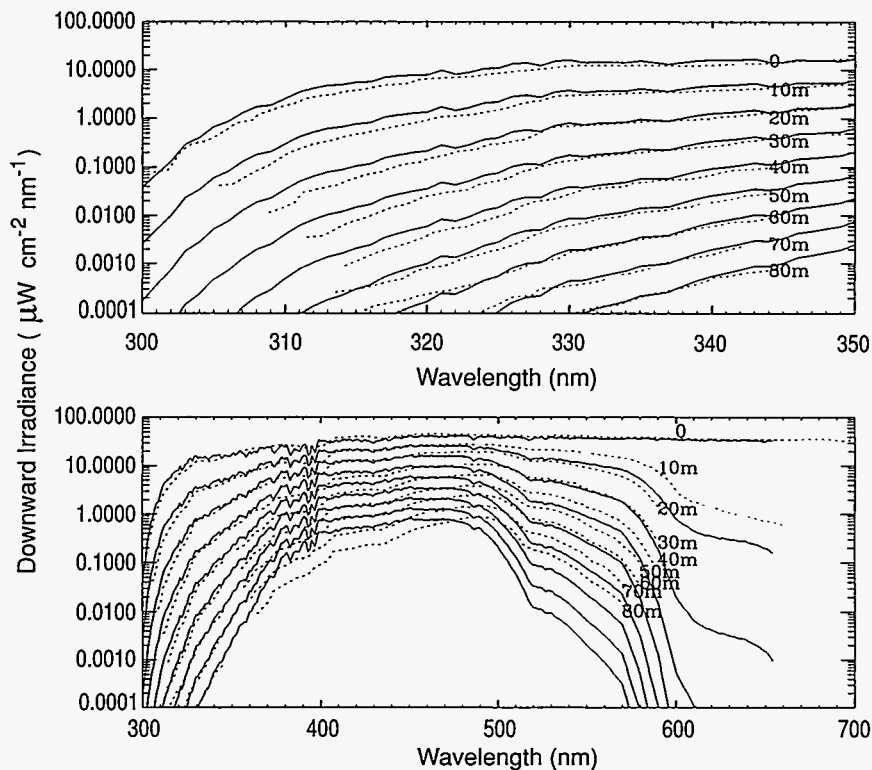 Downward Irradiance ( µW cm-2 nm-1)
100.0000
10.0000
1.0000
0.1000
0.0100
0.0010
0.0001
0
10m
20m
30m
40m
50m
60m
70m
80m
300 310 320 330 340 350
Wavelength (nm)
100.0000
10.0000
1.0000
0.1000
0.0100
0.0010
0.0001
0
10m
20m
30m
40m
50m
60m
70m
80m
300 400 500 600 700
Wavelength (nm)